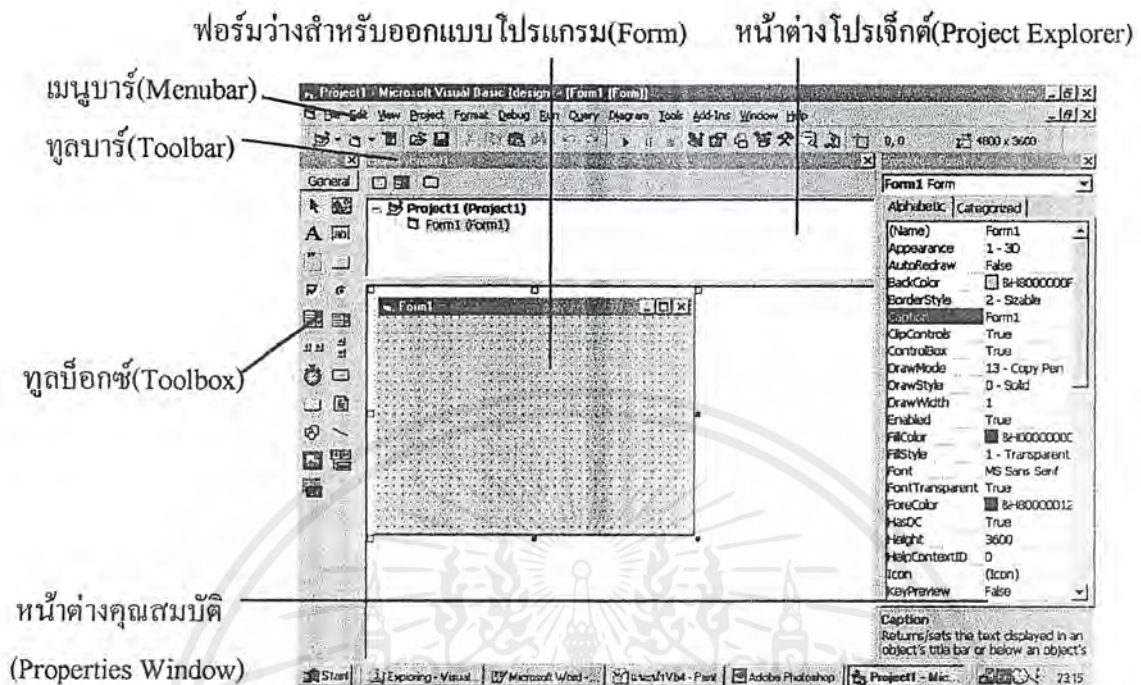 ฟอร์มว่างสำหรับออกแบบโปรแกรม(Form)
หน้าต่างโปรเจ็กต์(Project Explorer)
เมนูบาร์(Menubar)
ทูลบาร์(Toolbar)
ทูลบ็อกซ์(Toolbox)
หน้าต่างคุณสมบัติ
(Properties Window)
Project1 - Microsoft Visual Basic [design] - [Form1 (Form)]
File Edit View Project Format Debug Run Query Diagram Tools Add-Ins Window Help
0, 0 4800 x 3600
General
Project1 (Project1)
Form1 (Form1)
Form1
Form1 Form
Alphabetic Categorized
(Name) Form1
Appearance 1 - 3D
AutoRedraw False
BackColor &H8000000F
BorderStyle 2 - Sizable
Caption Form1
ClipControls True
ControlBox True
DrawMode 13 - Copy Pen
DrawStyle 0 - Solid
DrawWidth 1
Enabled True
FillColor &H0000000C
FillStyle 1 - Transparent
Font MS Sans Serif
FontTransparent True
ForeColor &H80000012
HasDC True
Height 3600
HelpContextID 0
Icon (Icon)
KeyPreview False
Caption
Returns/sets the text displayed in an
object's title bar or below an object's
Start Exploring - Visual... Microsoft Word -... - Paint Adobe Photoshop Project1 - Mic... 23:15